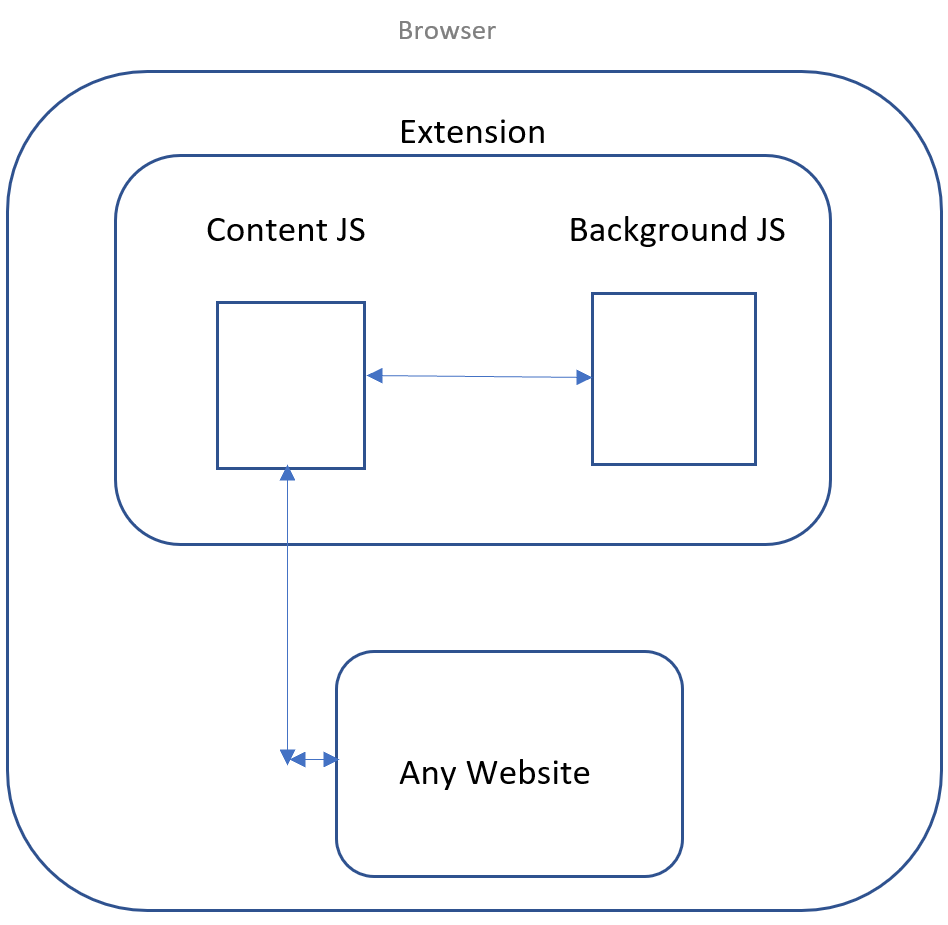 Browser
Extension
Content JS
Background JS
Any Website